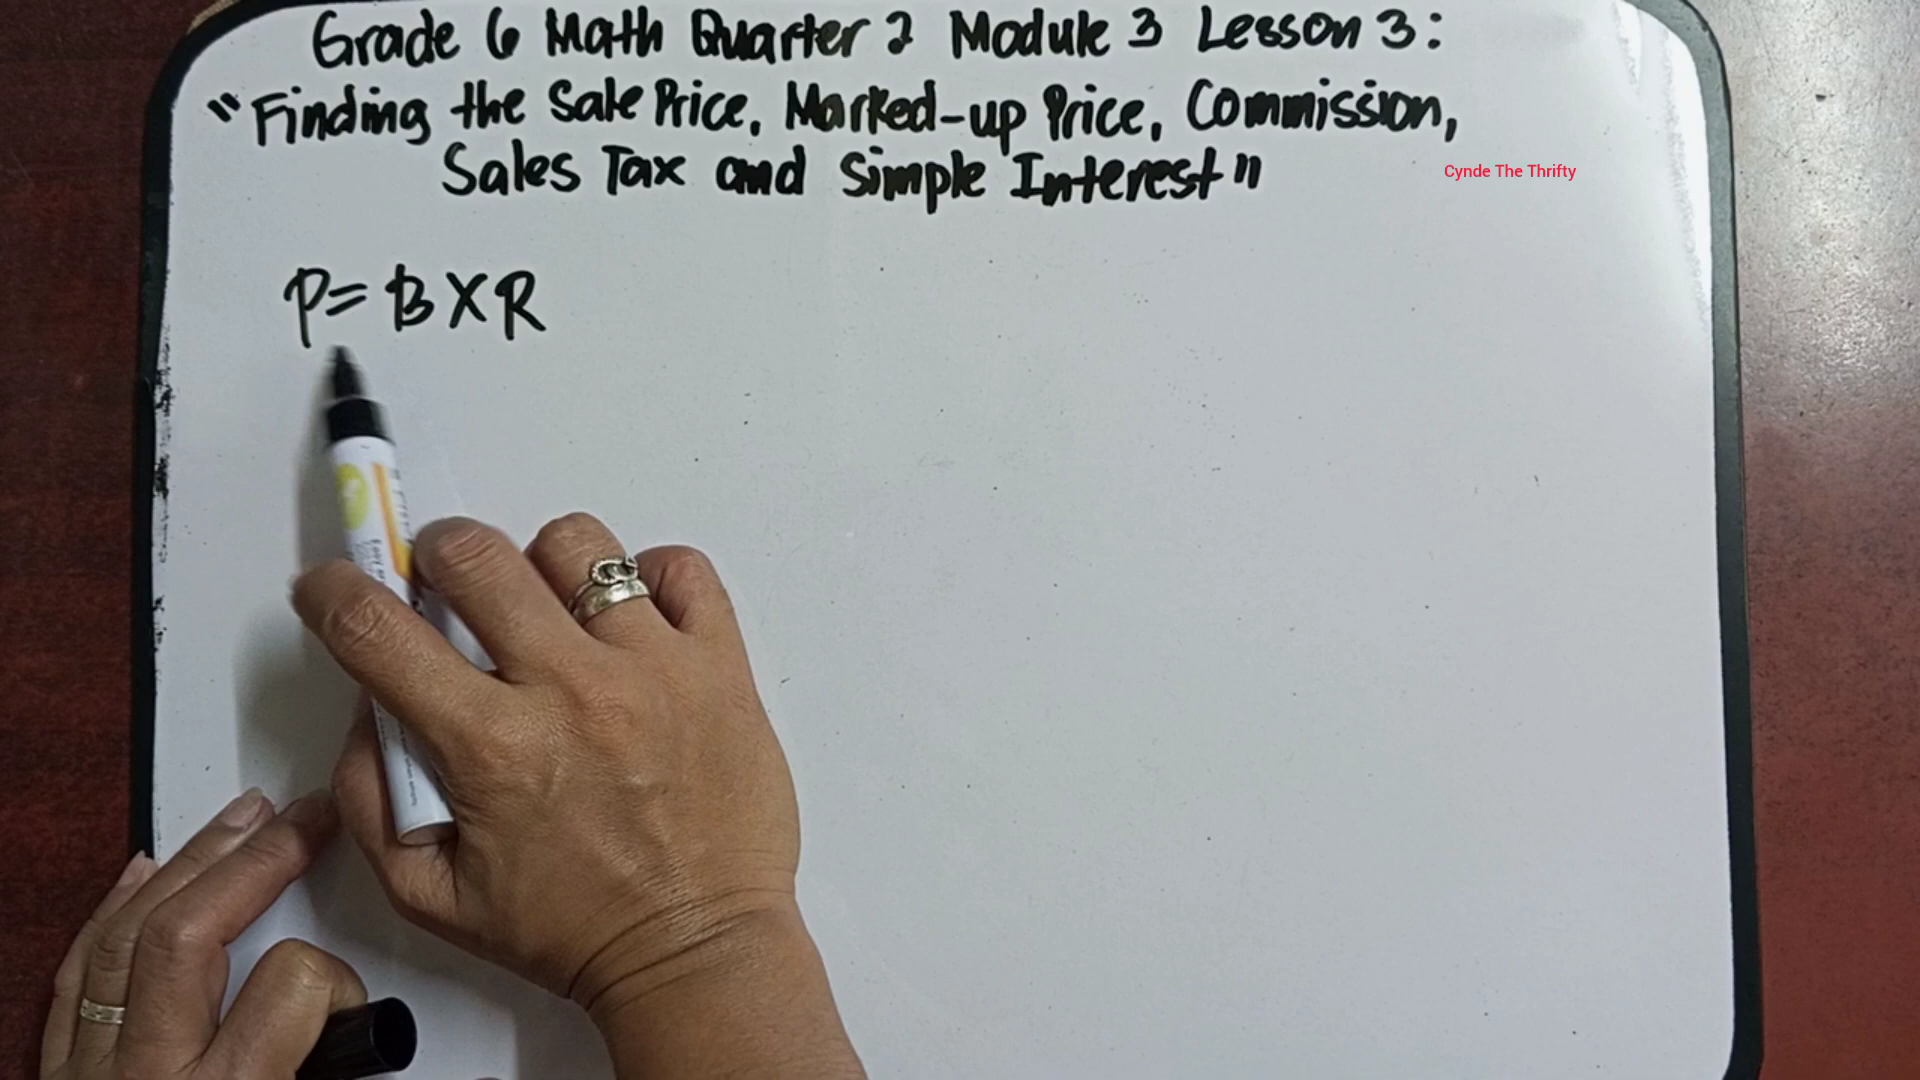 Grade 6 Math Quarter 2 Module 3 Lesson 3:
"Finding the Sale Price, Marked-up Price, Commission,
Sales Tax and Simple Interest"
Cynde The Thrifty
P = B X R